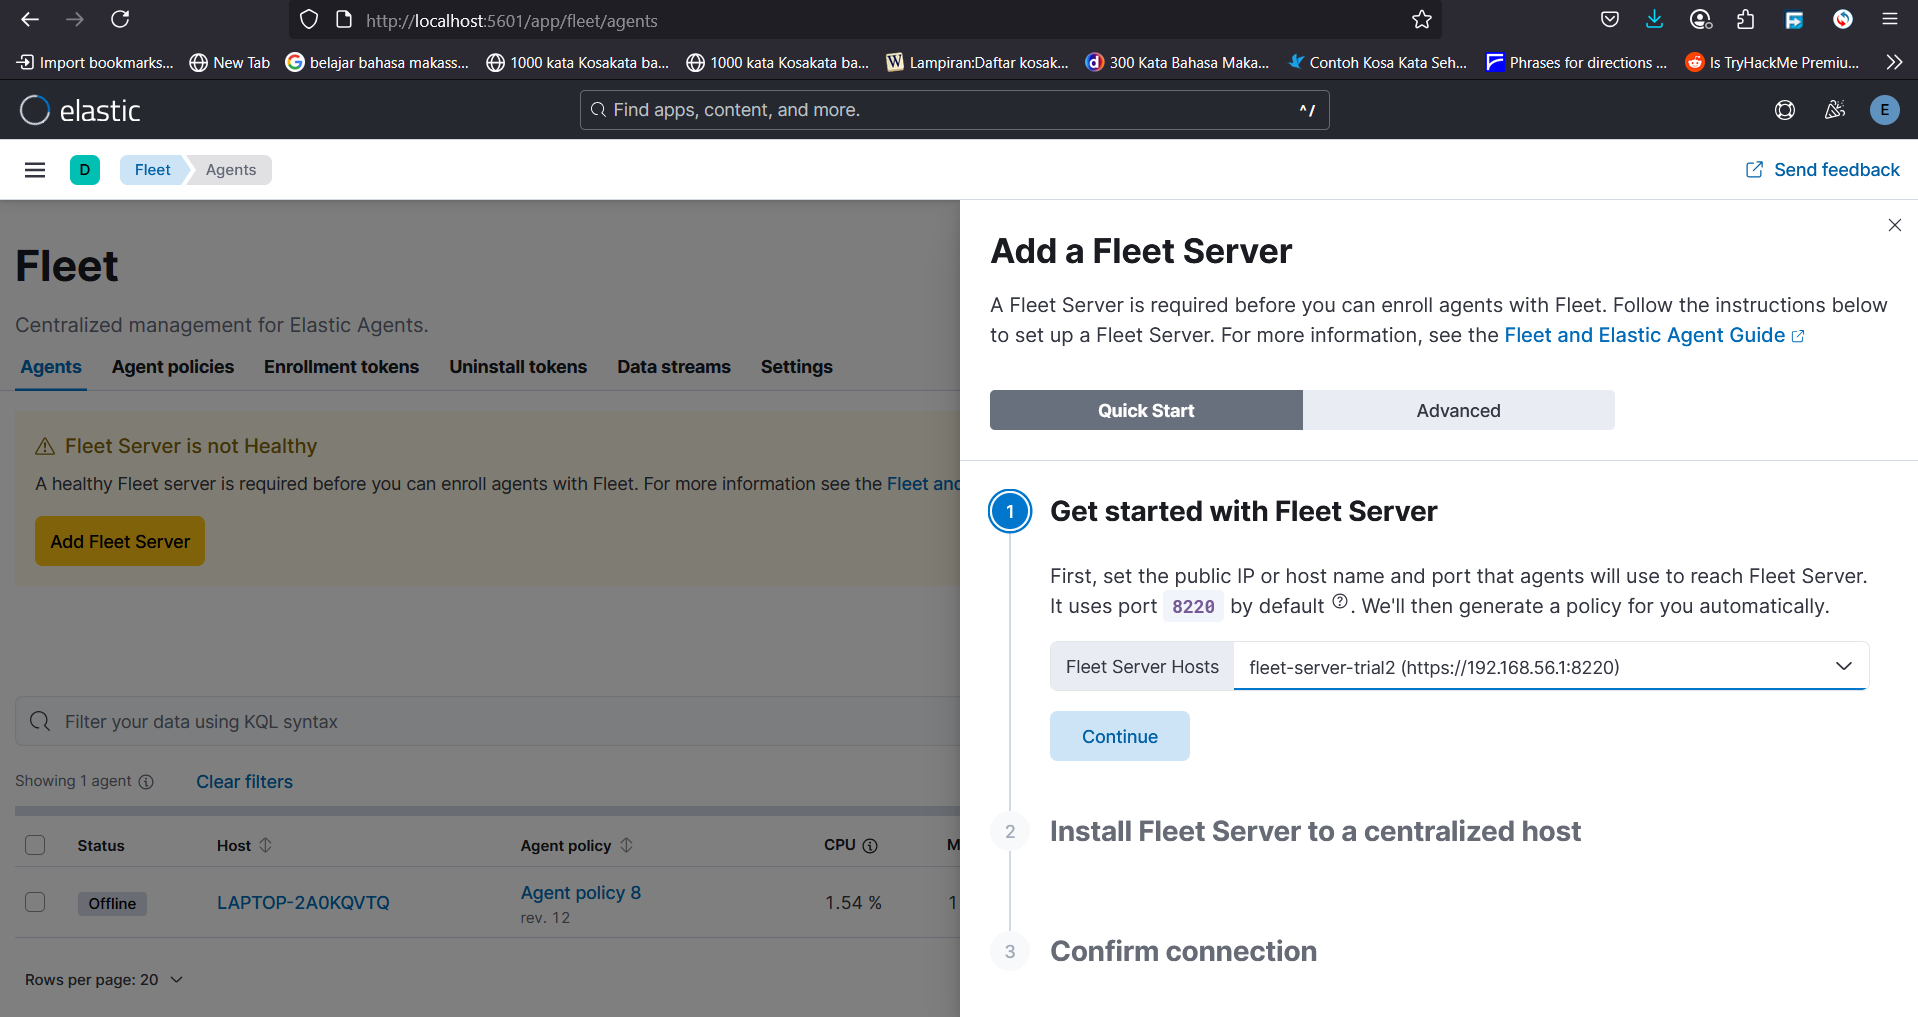 http://localhost:5601/app/fleet/agents
Import bookmarks...
New Tab
belajar bahasa makass...
1000 kata Kosakata ba...
1000 kata Kosakata ba...
Lampiran:Daftar kosak...
300 Kata Bahasa Maka...
Contoh Kosa Kata Seh...
Phrases for directions ...
Is TryHackMe Premiu...
elastic
Find apps, content, and more.
^/
E
D
Fleet
Agents
Send feedback
Fleet
Centralized management for Elastic Agents.
Agents
Agent policies
Enrollment tokens
Uninstall tokens
Data streams
Settings
Fleet Server is not Healthy
A healthy Fleet server is required before you can enroll agents with Fleet. For more information see the Fleet and
Add Fleet Server
Filter your data using KQL syntax
Showing 1 agent
Clear filters
Status
Host
Agent policy
CPU
M
Offline
LAPTOP-2A0KQVTQ
Agent policy 8
rev. 12
1.54 %
1
Rows per page: 20
Add a Fleet Server
A Fleet Server is required before you can enroll agents with Fleet. Follow the instructions below
to set up a Fleet Server. For more information, see the Fleet and Elastic Agent Guide
Quick Start
Advanced
1
Get started with Fleet Server
First, set the public IP or host name and port that agents will use to reach Fleet Server.
It uses port 8220 by default. We'll then generate a policy for you automatically.
Fleet Server Hosts
fleet-server-trial2 (https://192.168.56.1:8220)
Continue
2
Install Fleet Server to a centralized host
3
Confirm connection